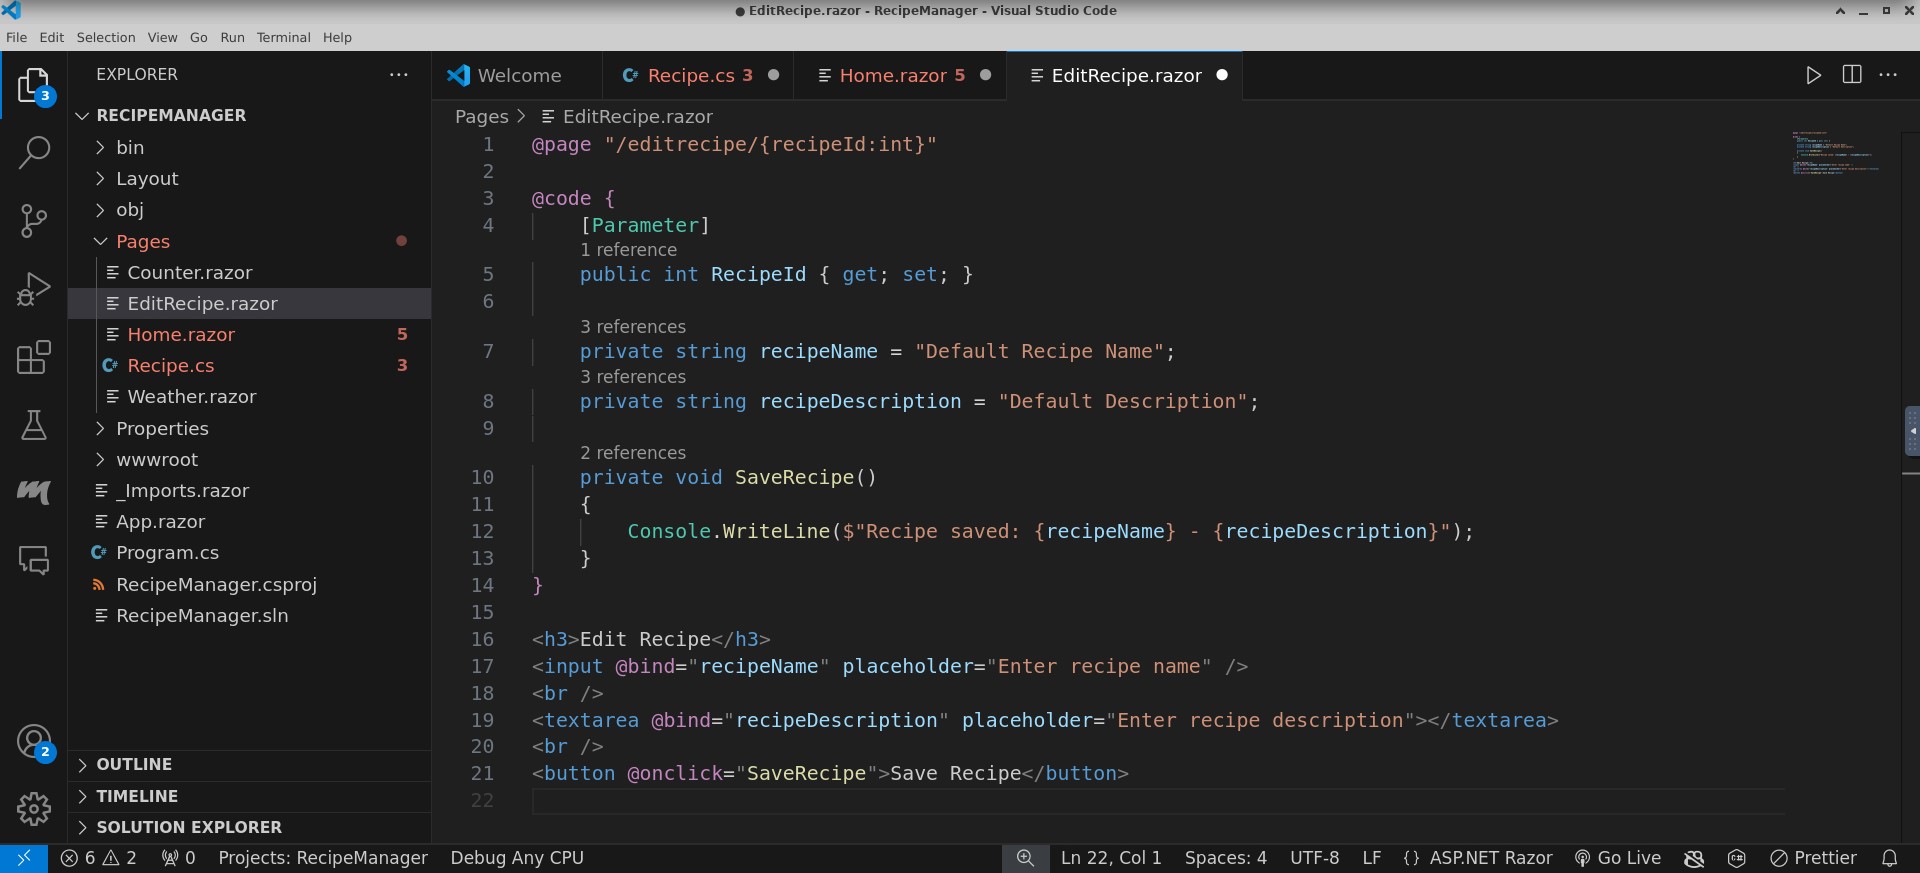 ● EditRecipe.razor - RecipeManager - Visual Studio Code
File Edit Selection View Go Run Terminal Help
3
EXPLORER
RECIPEMANAGER
bin
Layout
obj
Pages
Counter.razor
EditRecipe.razor
Home.razor 5
Recipe.cs 3
Weather.razor
Properties
wwwroot
_Imports.razor
App.razor
Program.cs
RecipeManager.csproj
RecipeManager.sln
2
OUTLINE
TIMELINE
SOLUTION EXPLORER
Welcome Recipe.cs 3 Home.razor 5 EditRecipe.razor
Pages > EditRecipe.razor
1 @page "/editrecipe/{recipeId:int}"
2
3 @code {
4     [Parameter]
1 reference
5     public int RecipeId { get; set; }
6
3 references
7     private string recipeName = "Default Recipe Name";
3 references
8     private string recipeDescription = "Default Description";
9
2 references
10     private void SaveRecipe()
11     {
12         Console.WriteLine($"Recipe saved: {recipeName} - {recipeDescription}");
13     }
14 }
15
16 <h3>Edit Recipe</h3>
17 <input @bind="recipeName" placeholder="Enter recipe name" />
18 <br />
19 <textarea @bind="recipeDescription" placeholder="Enter recipe description"></textarea>
20 <br />
21 <button @onclick="SaveRecipe">Save Recipe</button>
22
6 2 0 Projects: RecipeManager Debug Any CPU Ln 22, Col 1 Spaces: 4 UTF-8 LF {} ASP.NET Razor Go Live Prettier